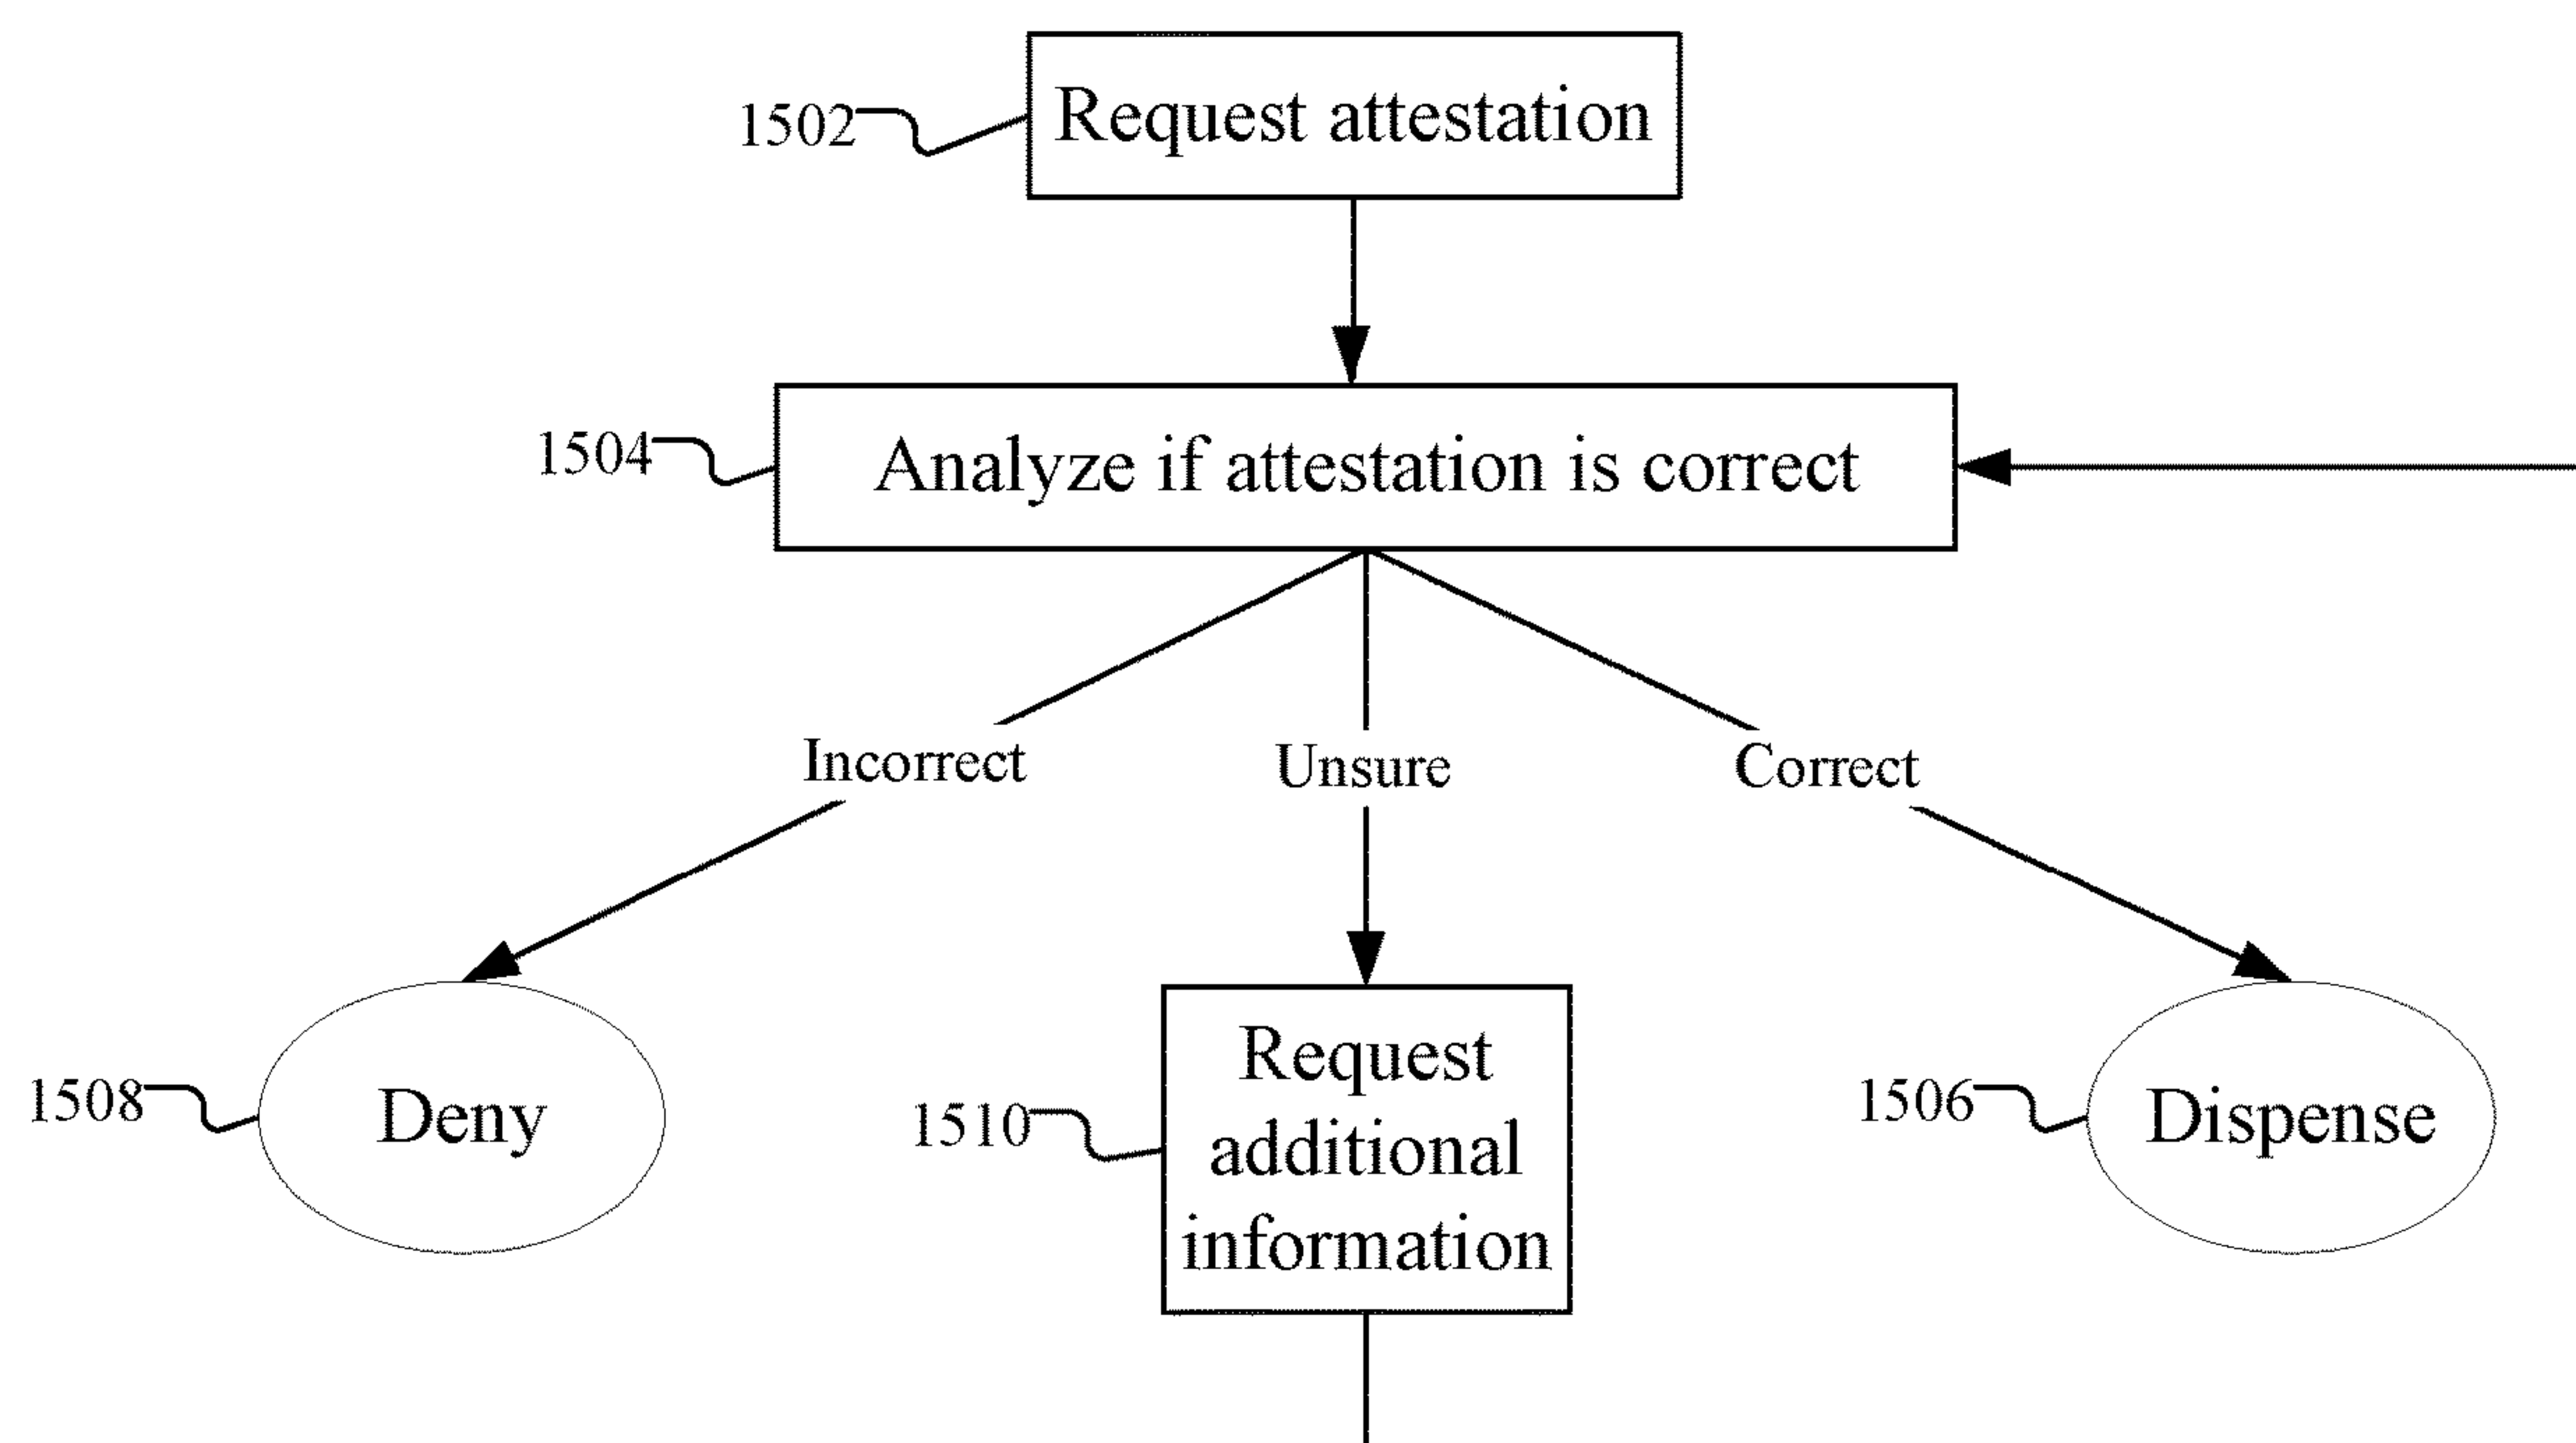 1502
Request attestation
1504
Analyze if attestation is correct
Incorrect
Unsure
Correct
1508
Deny
1510
Request
additional
information
1506
Dispense